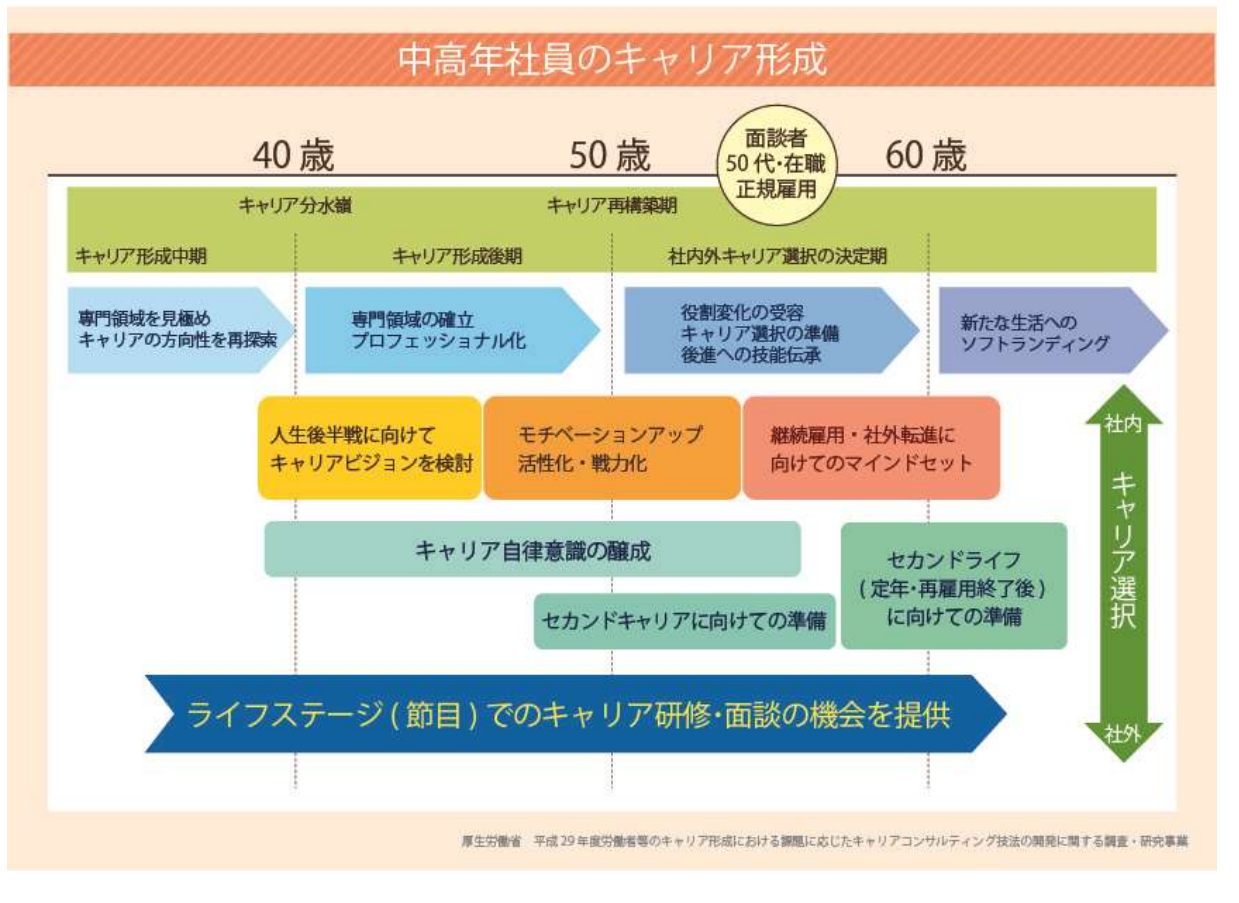 中高年社員のキャリア形成
40歳
50歳
面談者
50代・在職
正規雇用
60歳
キャリア分水嶺
キャリア再構築期
キャリア形成中期
キャリア形成後期
社内外キャリア選択の決定期
専門領域を見極め
キャリアの方向性を再探索
専門領域の確立
プロフェッショナル化
役割変化の受容
キャリア選択の準備
後進への技能伝承
新たな生活への
ソフトランディング
人生後半戦に向けて
キャリアビジョンを検討
モチベーションアップ
活性化・戦力化
継続雇用・社外転進に
向けてのマインドセット
社内
キャリア選択
社外
キャリア自律意識の醸成
セカンドキャリアに向けての準備
セカンドライフ
(定年・再雇用終了後)
に向けての準備
ライフステージ(節目)でのキャリア研修・面談の機会を提供
厚生労働省　平成29年度労働者等のキャリア形成における課題に応じたキャリアコンサルティング技法の開発に関する調査・研究事業